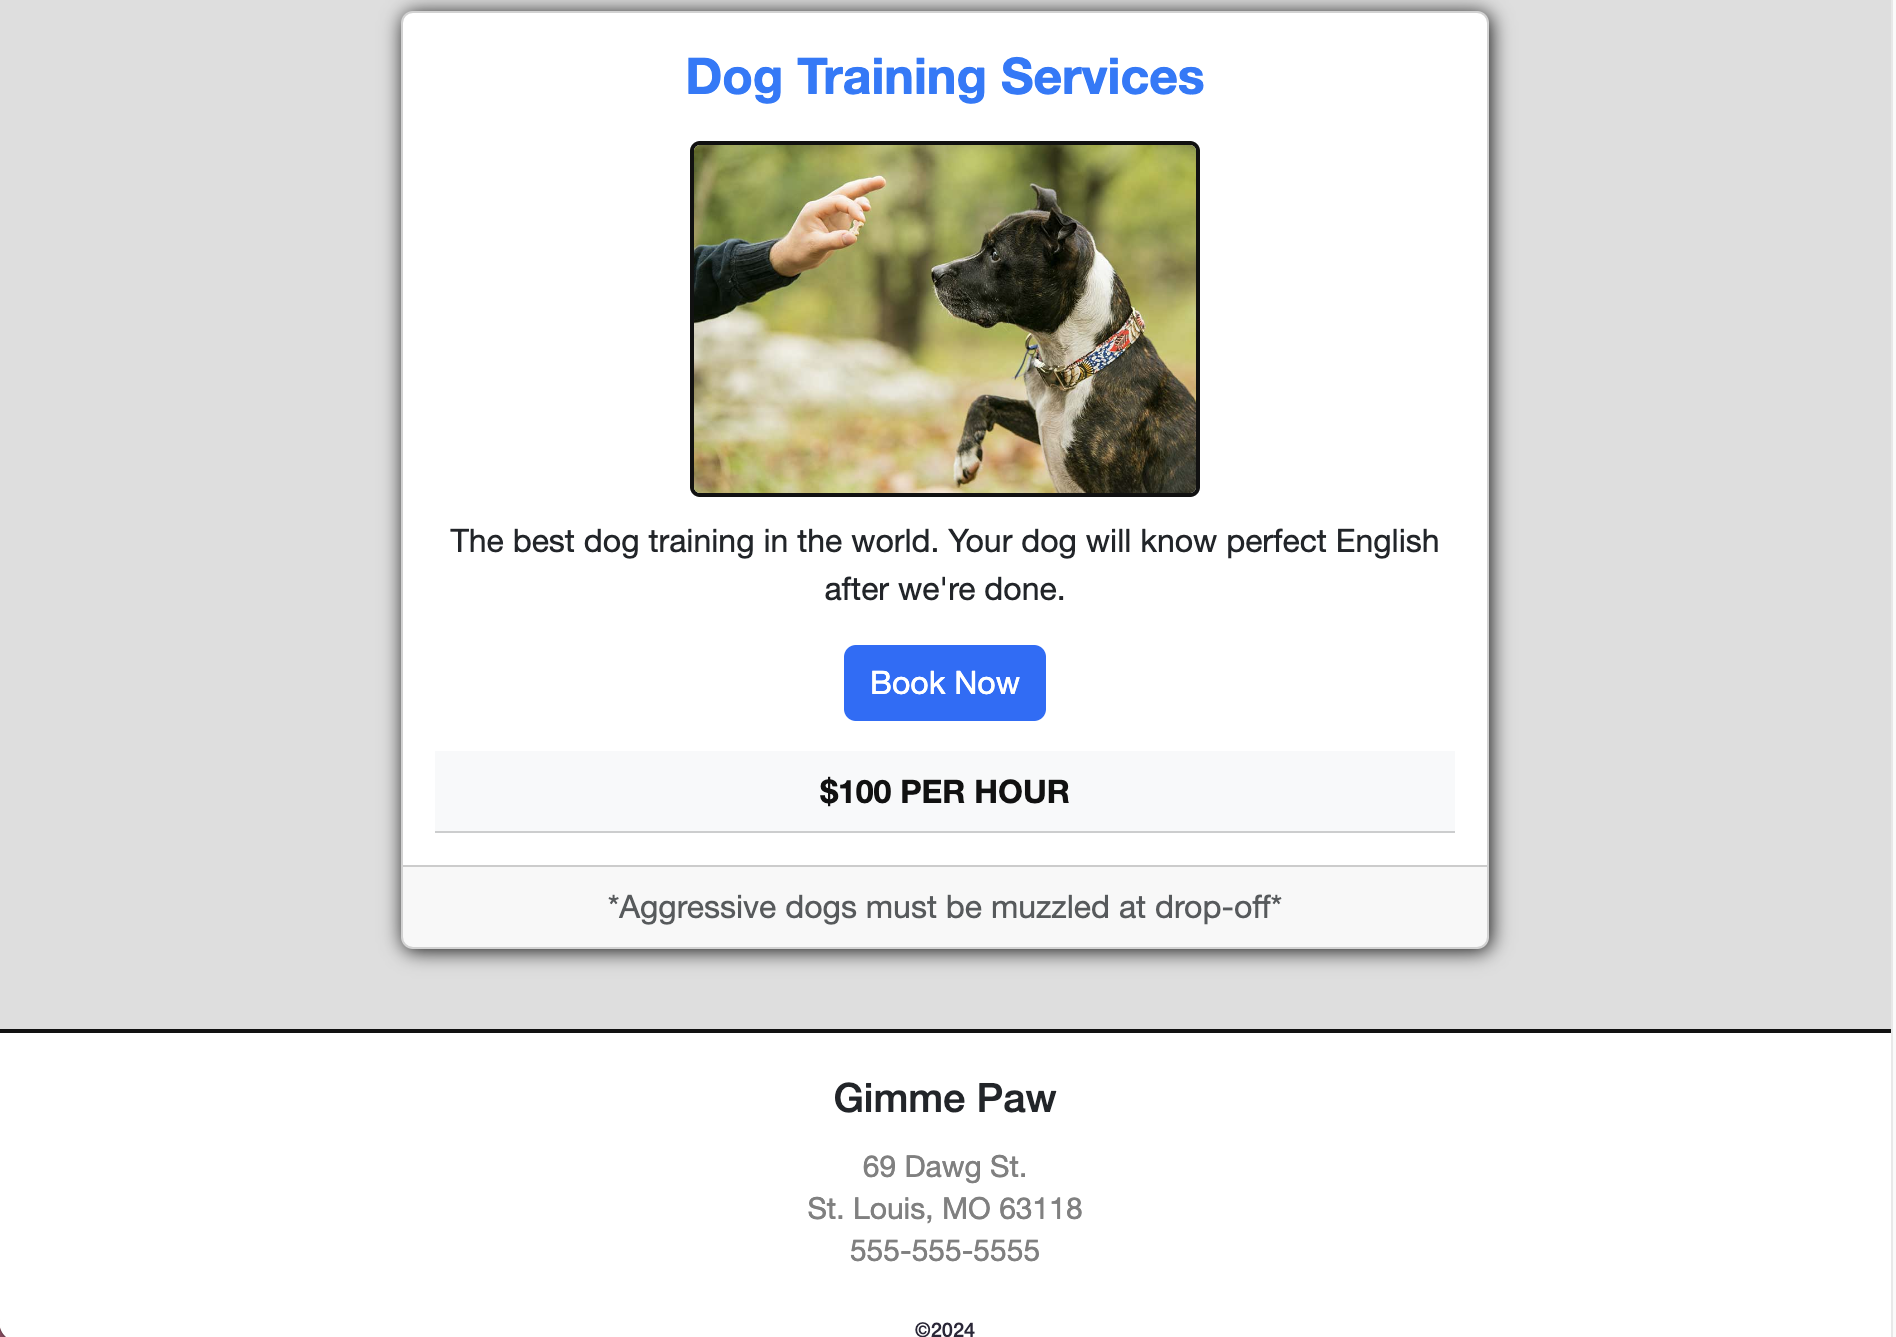 Dog Training Services
The best dog training in the world. Your dog will know perfect English
after we're done.
Book Now
$100 PER HOUR
*Aggressive dogs must be muzzled at drop-off*
Gimme Paw
69 Dawg St.
St. Louis, MO 63118
555-555-5555
©2024